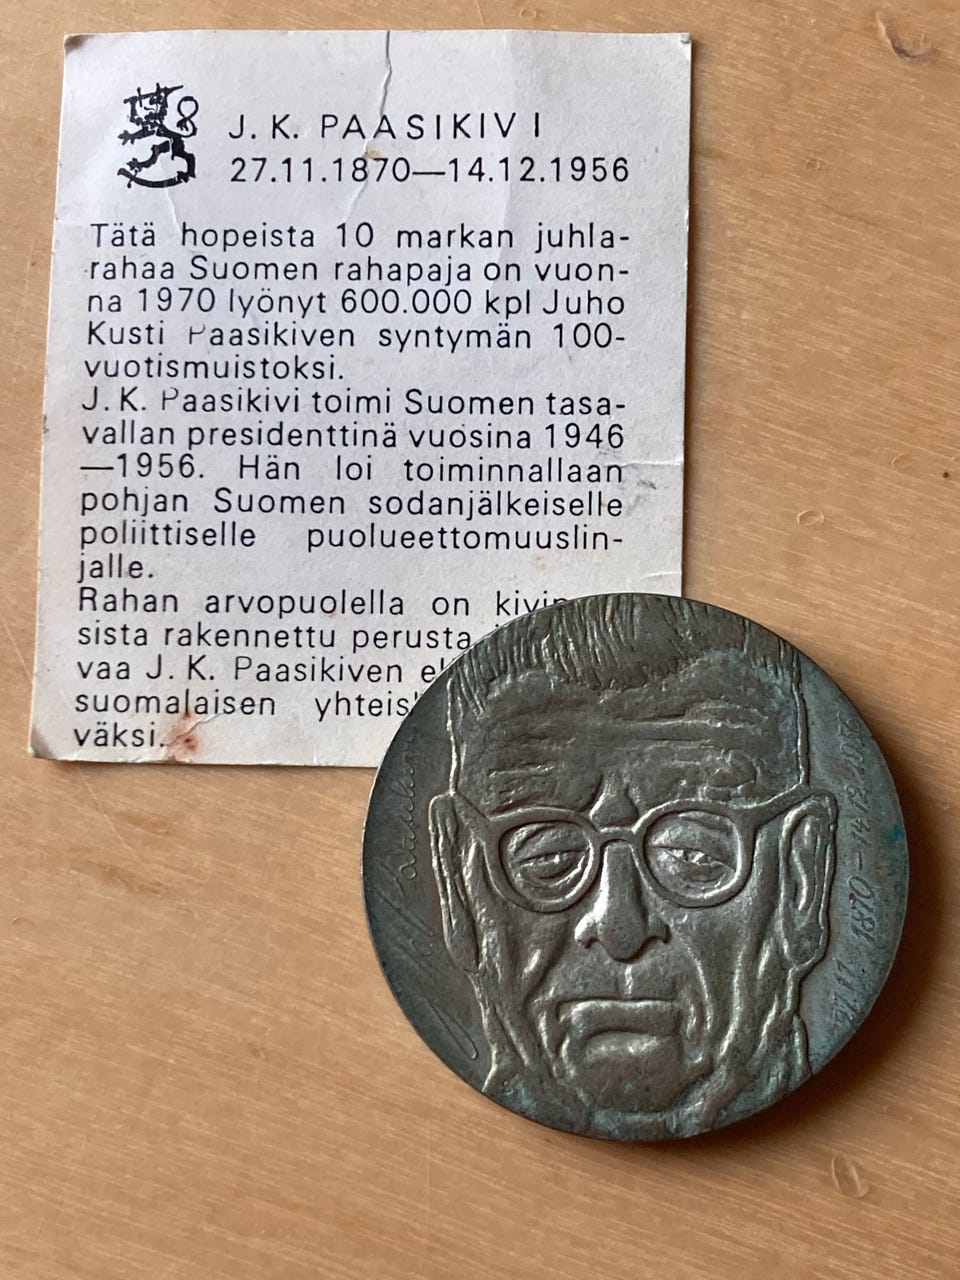 J. K. PAASIKIVI
27.11.1870—14.12.1956
Tätä hopeista 10 markan juhla-
rahaa Suomen rahapaja on vuon-
na 1970 lyönyt 600.000 kpl Juho
Kusti Paasikiven syntymän 100-
vuotismuistoksi.
J. K. Paasikivi toimi Suomen tasa-
vallan presidenttinä vuosina 1946
—1956. Hän loi toiminnallaan
pohjan Suomen sodanjälkeiselle
poliittiselle puolueettomuuslin-
jalle.
Rahan arvopuolella on
sista rakennettu perusta
vaa J. K. Paasikiven
suomalaisen
väksi.
27.11.1870–14.12.1956